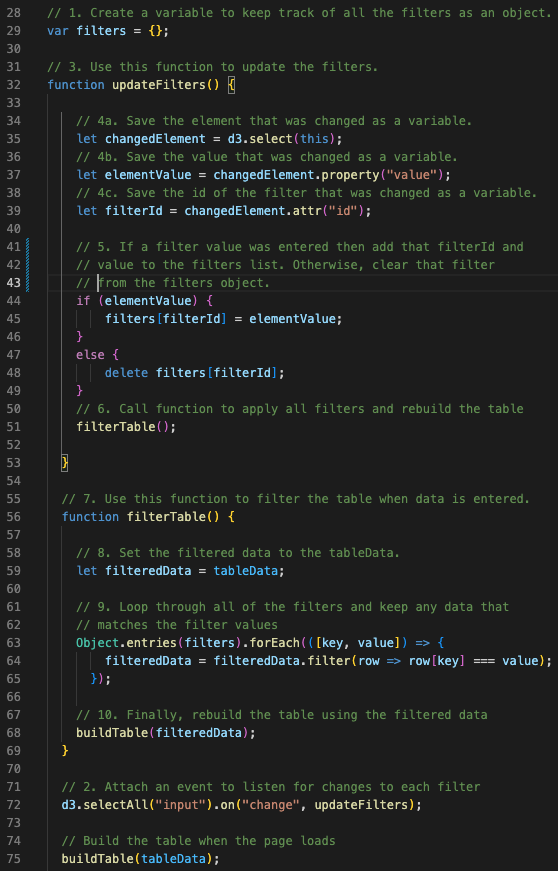 28 // 1. Create a variable to keep track of all the filters as an object.
29 var filters = {};
30
31 // 3. Use this function to update the filters.
32 function updateFilters() {
33
34 // 4a. Save the element that was changed as a variable.
35 let changedElement = d3.select(this);
36 // 4b. Save the value that was changed as a variable.
37 let elementValue = changedElement.property("value");
38 // 4c. Save the id of the filter that was changed as a variable.
39 let filterId = changedElement.attr("id");
40
41 // 5. If a filter value was entered then add that filterId and
42 // value to the filters list. Otherwise, clear that filter
43 // from the filters object.
44 if (elementValue) {
45 filters[filterId] = elementValue;
46 }
47 else {
48 delete filters[filterId];
49 }
50 // 6. Call function to apply all filters and rebuild the table
51 filterTable();
52
53 }
54
55 // 7. Use this function to filter the table when data is entered.
56 function filterTable() {
57
58 // 8. Set the filtered data to the tableData.
59 let filteredData = tableData;
60
61 // 9. Loop through all of the filters and keep any data that
62 // matches the filter values
63 Object.entries(filters).forEach(([key, value]) => {
64 filteredData = filteredData.filter(row => row[key] === value);
65 });
66
67 // 10. Finally, rebuild the table using the filtered data
68 buildTable(filteredData);
69 }
70
71 // 2. Attach an event to listen for changes to each filter
72 d3.selectAll("input").on("change", updateFilters);
73
74 // Build the table when the page loads
75 buildTable(tableData);